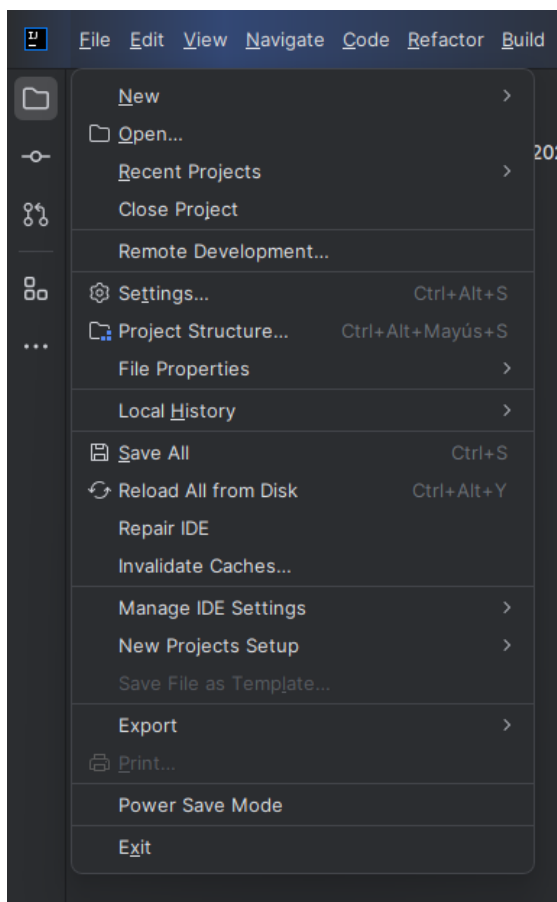 IJ
File Edit View Navigate Code Refactor Build
New
Open...
202
Recent Projects
Close Project
Remote Development...
Settings... Ctrl+Alt+S
Project Structure... Ctrl+Alt+Mayús+S
File Properties
Local History
Save All Ctrl+S
Reload All from Disk Ctrl+Alt+Y
Repair IDE
Invalidate Caches...
Manage IDE Settings
New Projects Setup
Save File as Template...
Export
Print...
Power Save Mode
Exit